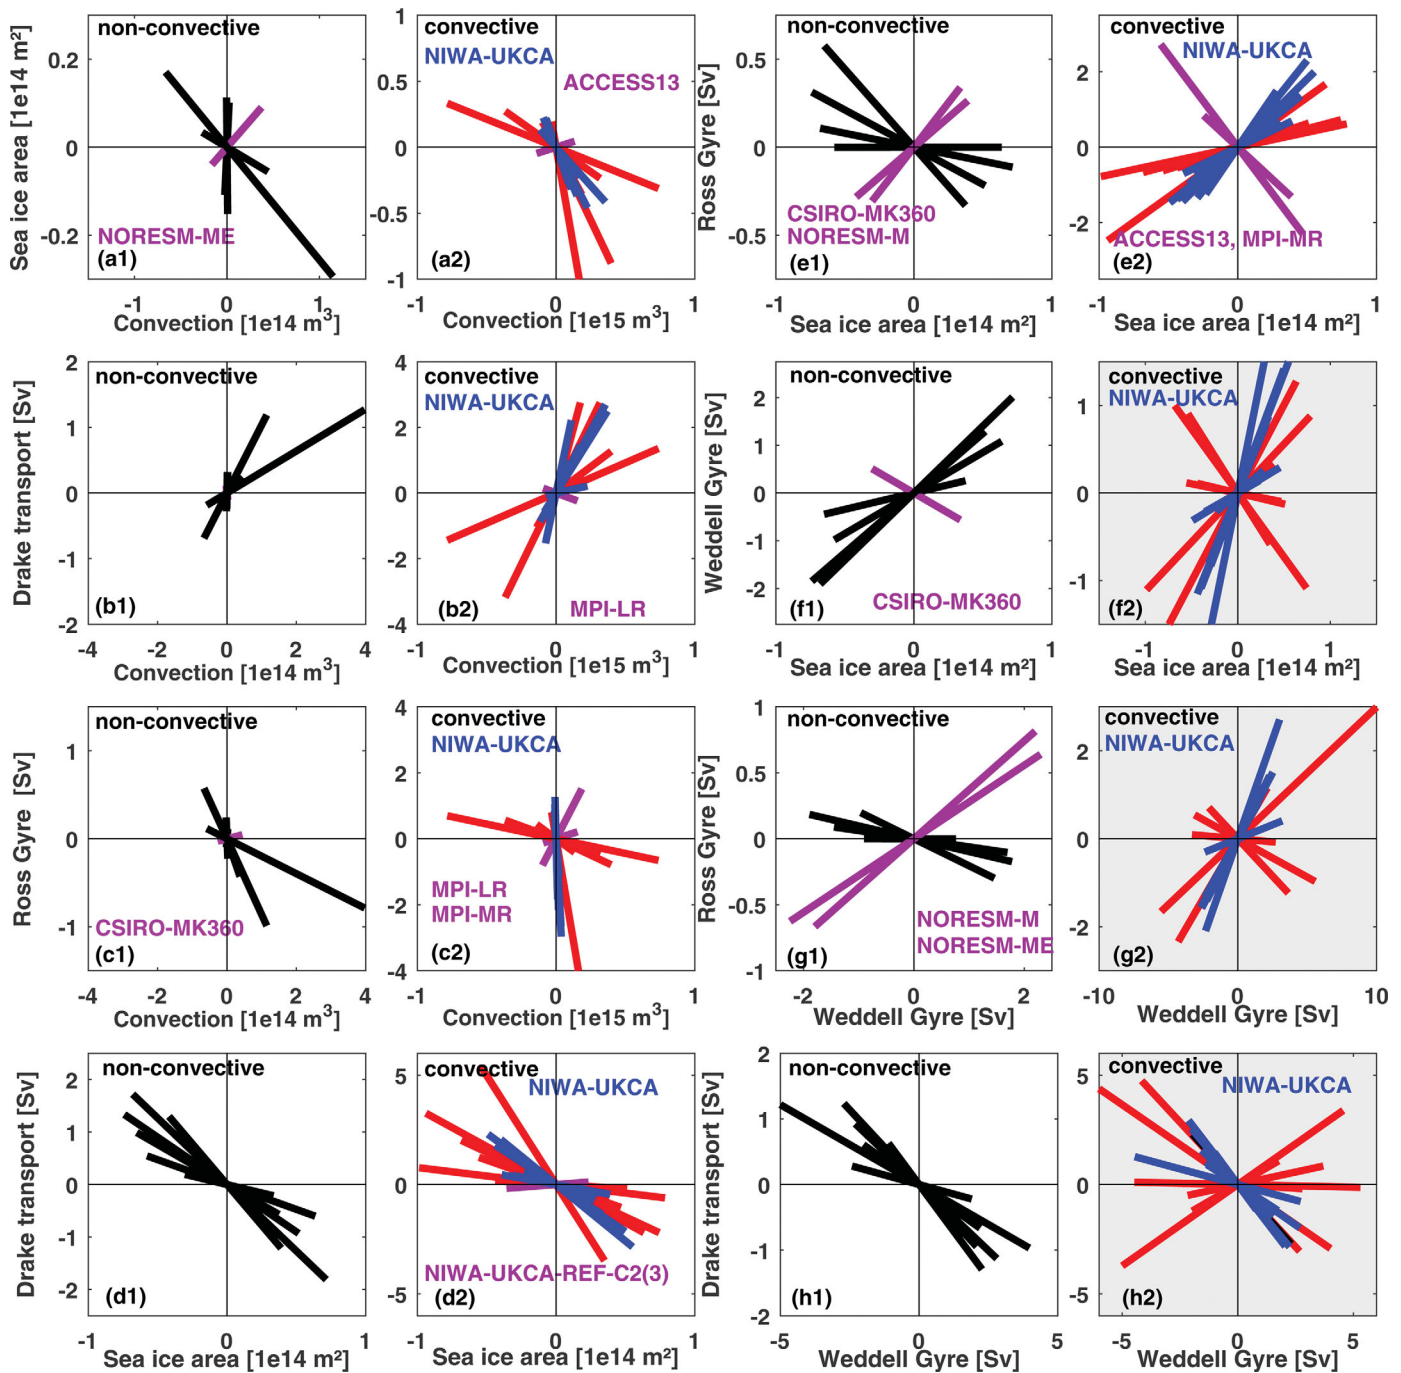 non-convective
Sea ice area [1e14 m²]
0.2
0
-0.2
NORESM-ME
(a1)
-1
0
1
Convection [1e14 m3]
convective
NIWA-UKCA
ACCESS13
1
0.5
0
-0.5
-1
(a2)
-1
0
1
Convection [1e15 m3]
non-convective
Ross Gyre [Sv]
0.5
0
-0.5
CSIRO-MK360
NORESM-M
(e1)
-1
0
1
Sea ice area [1e14 m²]
convective
NIWA-UKCA
2
0
-2
ACCESS13, MPI-MR
(e2)
-1
0
1
Sea ice area [1e14 m²]
non-convective
Drake transport [Sv]
2
1
0
-1
-2
(b1)
-4
-2
0
2
4
Convection [1e14 m3]
convective
NIWA-UKCA
4
2
0
-2
-4
MPI-LR
(b2)
-1
0
1
Convection [1e15 m3]
non-convective
Weddell Gyre [Sv]
2
1
0
-1
-2
CSIRO-MK360
(f1)
-1
0
1
Sea ice area [1e14 m²]
convective
NIWA-UKCA
1
0
-1
(f2)
-1
0
1
Sea ice area [1e14 m²]
non-convective
Ross Gyre [Sv]
1
0
-1
CSIRO-MK360
(c1)
-4
-2
0
2
4
Convection [1e14 m3]
convective
NIWA-UKCA
4
2
0
-2
-4
MPI-LR
MPI-MR
(c2)
-1
0
1
Convection [1e15 m3]
non-convective
Ross Gyre [Sv]
1
0.5
0
-0.5
-1
NORESM-M
NORESM-ME
(g1)
-2
0
2
Weddell Gyre [Sv]
convective
NIWA-UKCA
2
0
-2
(g2)
-10
0
10
Weddell Gyre [Sv]
non-convective
Drake transport [Sv]
2
1
0
-1
-2
(d1)
-1
0
1
Sea ice area [1e14 m²]
convective
NIWA-UKCA
5
0
-5
NIWA-UKCA-REF-C2(3)
(d2)
-1
0
1
Sea ice area [1e14 m²]
non-convective
Drake transport [Sv]
2
1
0
-1
-2
(h1)
-5
0
5
Weddell Gyre [Sv]
convective
NIWA-UKCA
5
0
-5
(h2)
-5
0
5
Weddell Gyre [Sv]